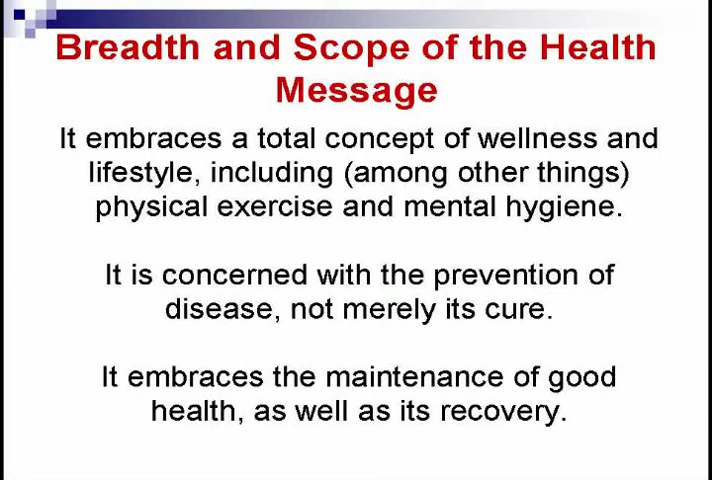 Breadth and Scope of the Health
Message
It embraces a total concept of wellness and
lifestyle, including (among other things)
physical exercise and mental hygiene.
It is concerned with the prevention of
disease, not merely its cure.
It embraces the maintenance of good
health, as well as its recovery.